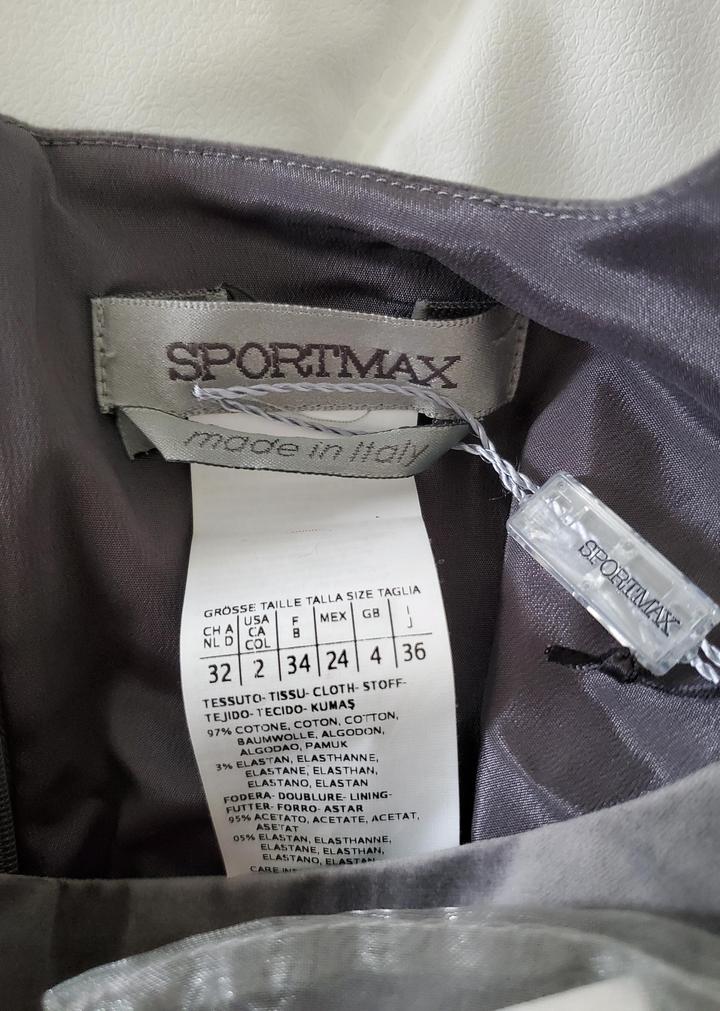 SPORTMAX
made in Italy
SPORTMAX
GRÖSSE TAILLE TALLA SIZE TAGLIA
CH A NL D | USA CA COL | F B | MEX | GB | I J
32 | 2 | 34 | 24 | 4 | 36
TESSUTO- TISSU- CLOTH- STOFF-
TEJIDO- TECIDO- KUMAŞ
97% COTONE, COTON, COTTON,
BAUMWOLLE, ALGODON,
ALGODAO, PAMUK
3% ELASTAN, ELASTHANNE,
ELASTANE, ELASTHAN,
ELASTANO, ELASTAN
FODERA- DOUBLURE- LINING-
FUTTER- FORRO- ASTAR
95% ACETATO, ACETATE, ACETAT,
ASETAT
05% ELASTAN, ELASTHANNE,
ELASTANE, ELASTHAN,
ELASTANO, ELASTAN
CARE